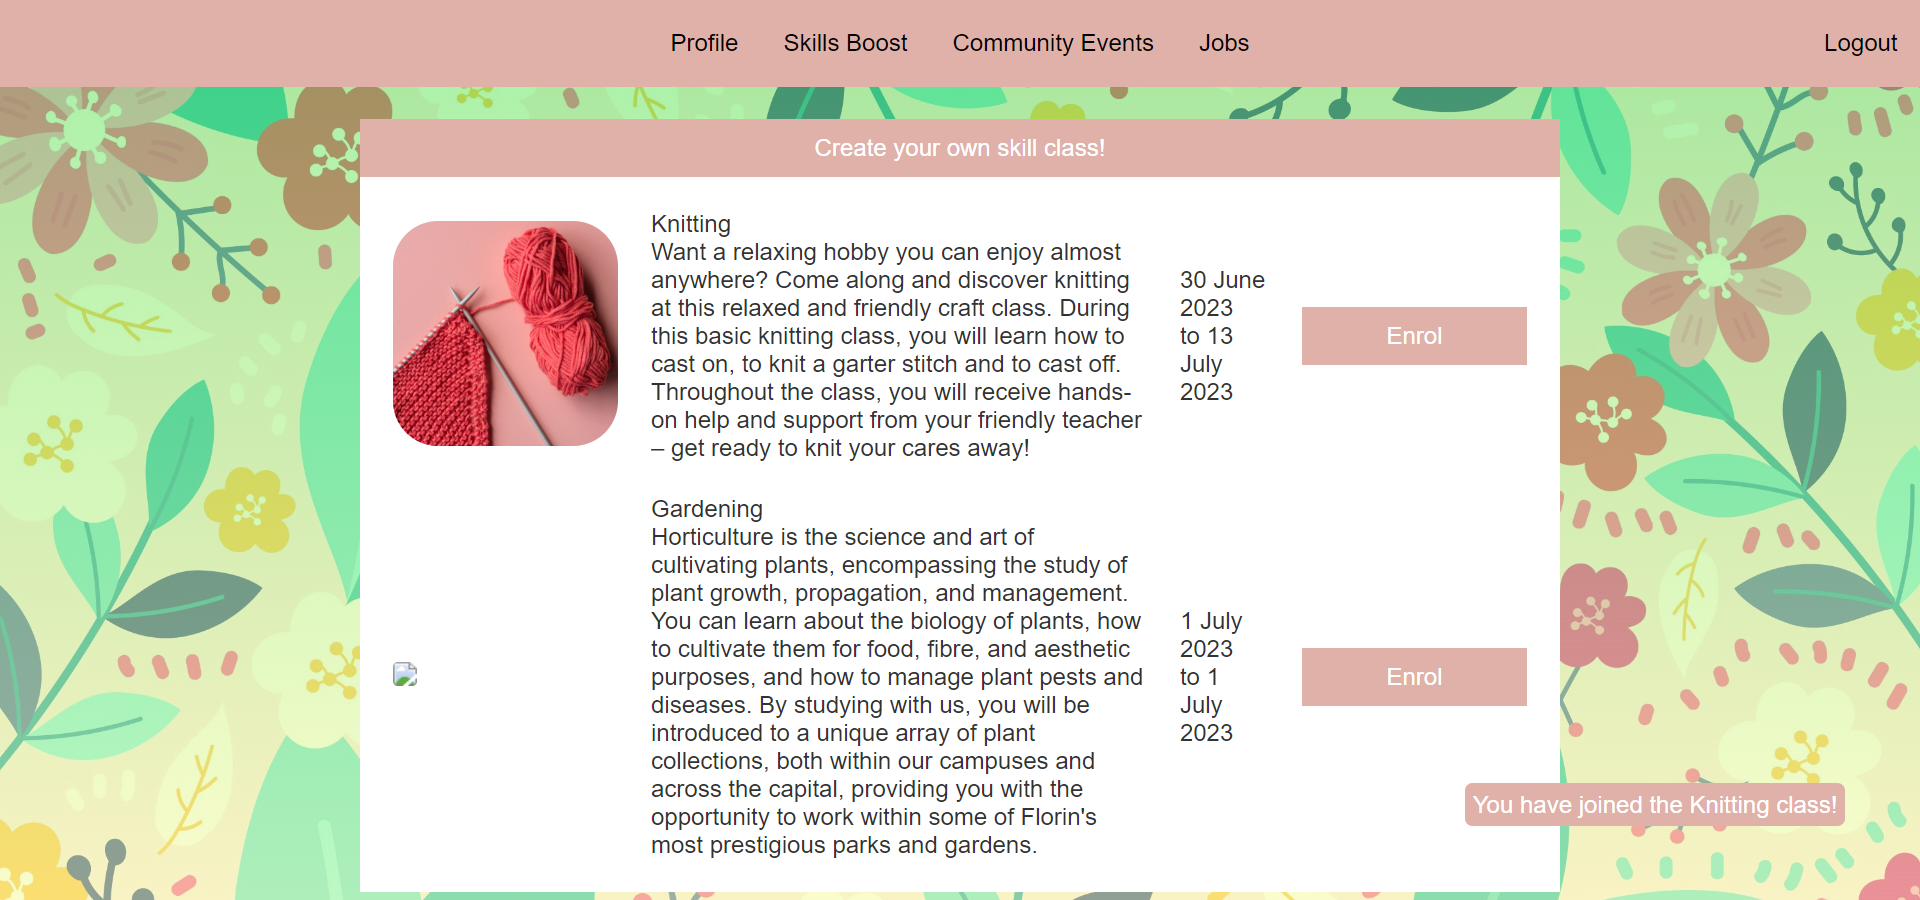 Profile Skills Boost Community Events Jobs Logout
Create your own skill class!
Knitting
Want a relaxing hobby you can enjoy almost
anywhere? Come along and discover knitting
at this relaxed and friendly craft class. During
this basic knitting class, you will learn how to
cast on, to knit a garter stitch and to cast off.
Throughout the class, you will receive hands-
on help and support from your friendly teacher
– get ready to knit your cares away!
30 June
2023
to 13
July
2023
Enrol
Gardening
Horticulture is the science and art of
cultivating plants, encompassing the study of
plant growth, propagation, and management.
You can learn about the biology of plants, how
to cultivate them for food, fibre, and aesthetic
purposes, and how to manage plant pests and
diseases. By studying with us, you will be
introduced to a unique array of plant
collections, both within our campuses and
across the capital, providing you with the
opportunity to work within some of Florin's
most prestigious parks and gardens.
1 July
2023
to 1
July
2023
Enrol
You have joined the Knitting class!